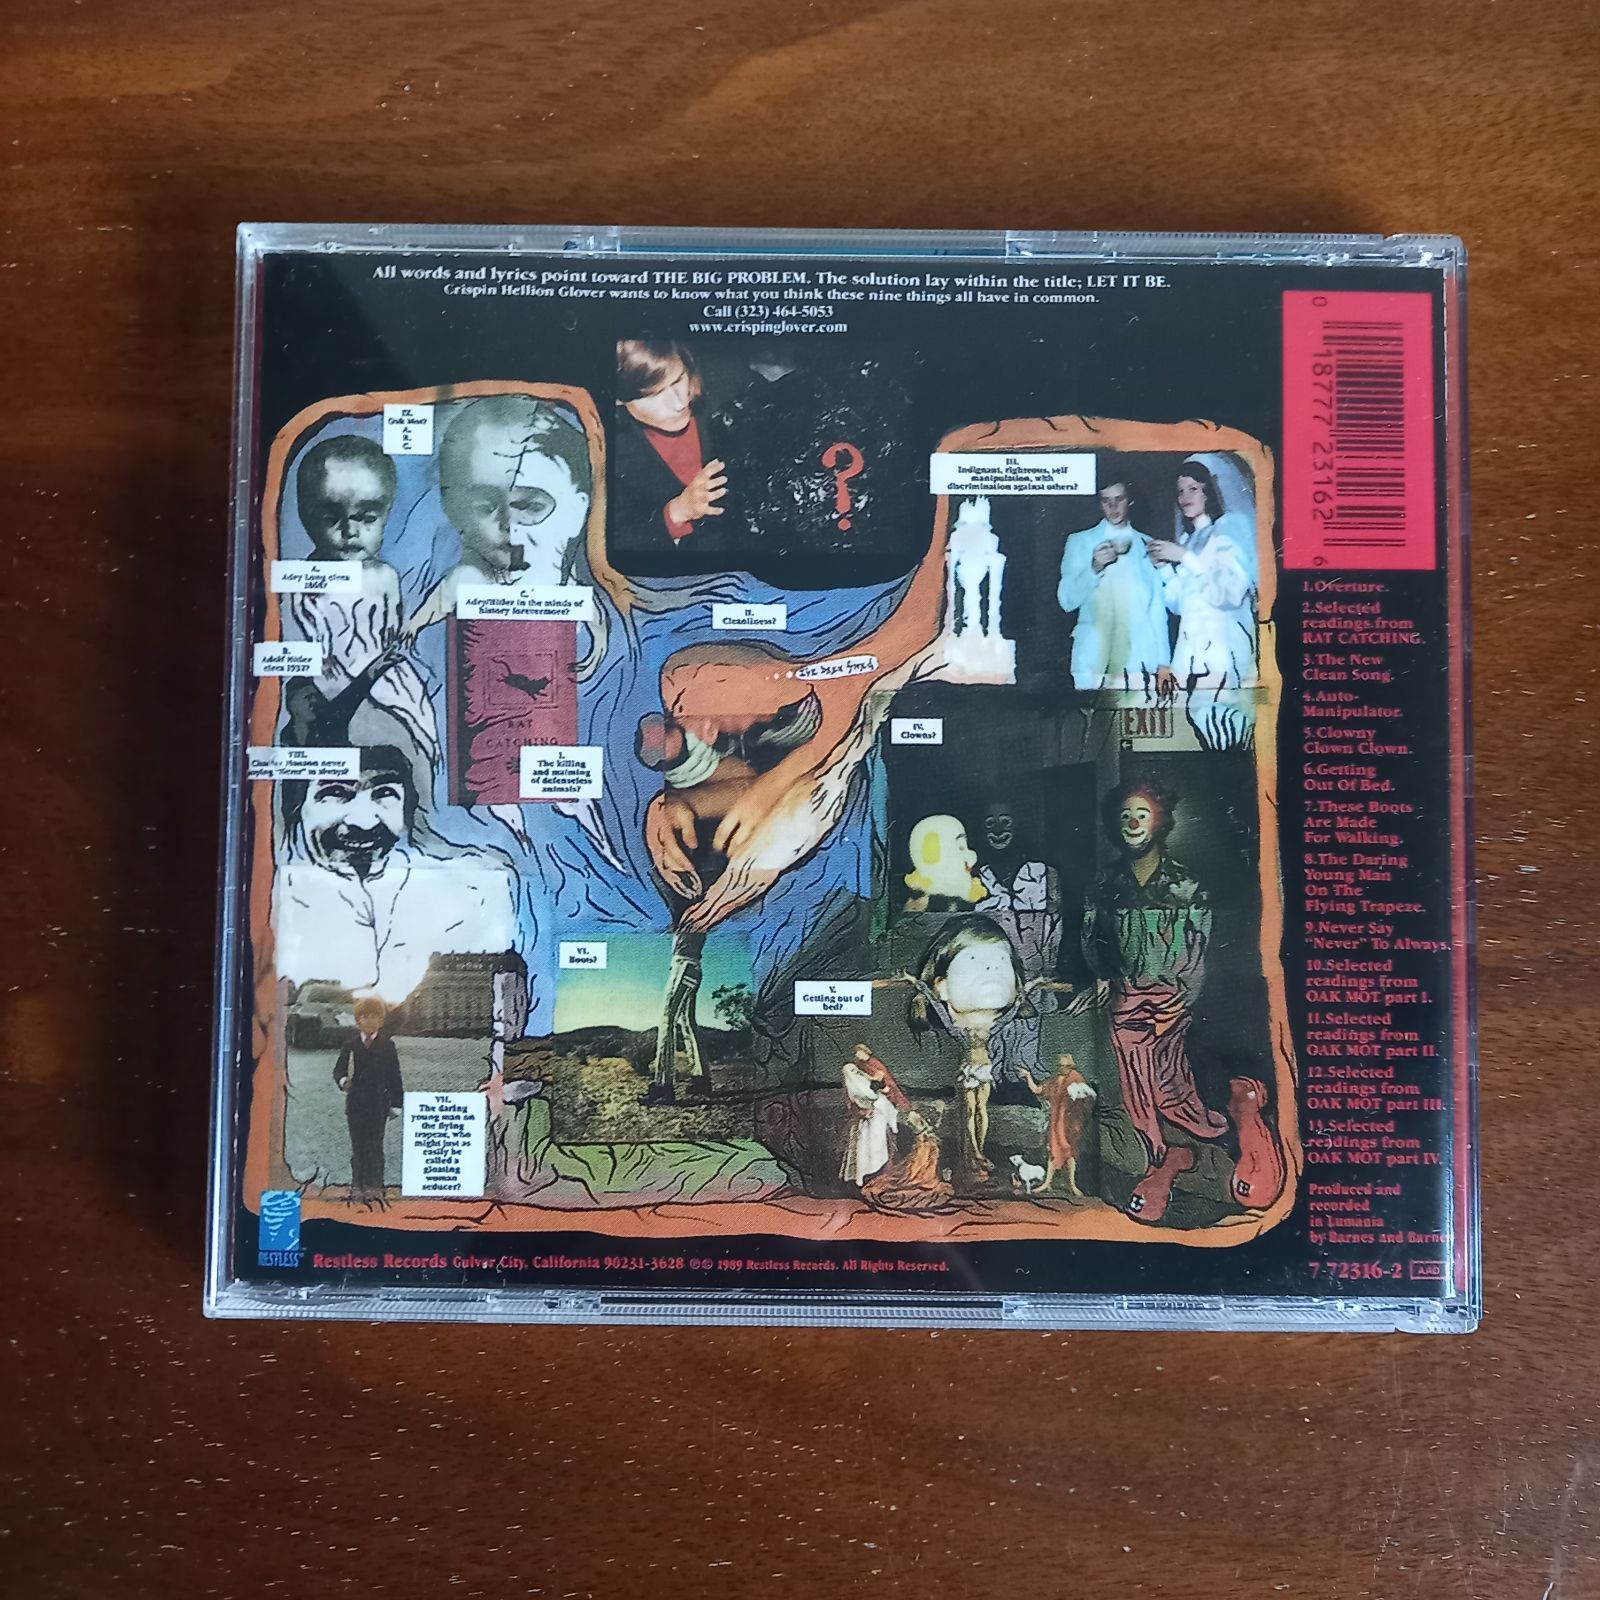 All words and lyrics point toward THE BIG PROBLEM. The solution lay within the title; LET IT BE.
Crispin Hellion Glover wants to know what you think these nine things all have in common.
Call (323) 464-5053
www.crispinglover.com
IX.
Oak Mot?
A.
B.
C.
?
III.
Indignant, righteous, self
manipulation, with
discrimination against others?
A.
Adry Long circa
C.
Adry/Hitler in the minds of
history forevermore?
II.
Cleanliness?
B.
Adolf Hitler
circa 1932?
RAT
CATCHING
I.
The killing
and maiming
of defenseless
animals?
IV.
Clowns?
EXIT
VIII.
Charles Manson never
saying "Never" to always?
VI.
Boots?
V.
Getting out of
bed?
VII.
The daring
young man on
the flying
trapeze, who
might just as
easily be
called a
gloating
woman
seducer?
0 18777 23162 6
1.Overture.
2.Selected
readings from
RAT CATCHING.
3.The New
Clean Song.
4.Auto-
Manipulator.
5.Clowny
Clown Clown.
6.Getting
Out Of Bed.
7.These Boots
Are Made
For Walking.
8.The Daring
Young Man
On The
Flying Trapeze.
9.Never Say
"Never" To Always.
10.Selected
readings from
OAK MOT part I.
11.Selected
readings from
OAK MOT part II.
12.Selected
readings from
OAK MOT part III.
13.Selected
readings from
OAK MOT part IV.
Produced and
recorded
in Lumania
by Barnes and Barnes
7 72316-2 AAD
RESTLESS
Restless Records Culver City, California 90231-3628 ℗© 1989 Restless Records. All Rights Reserved.